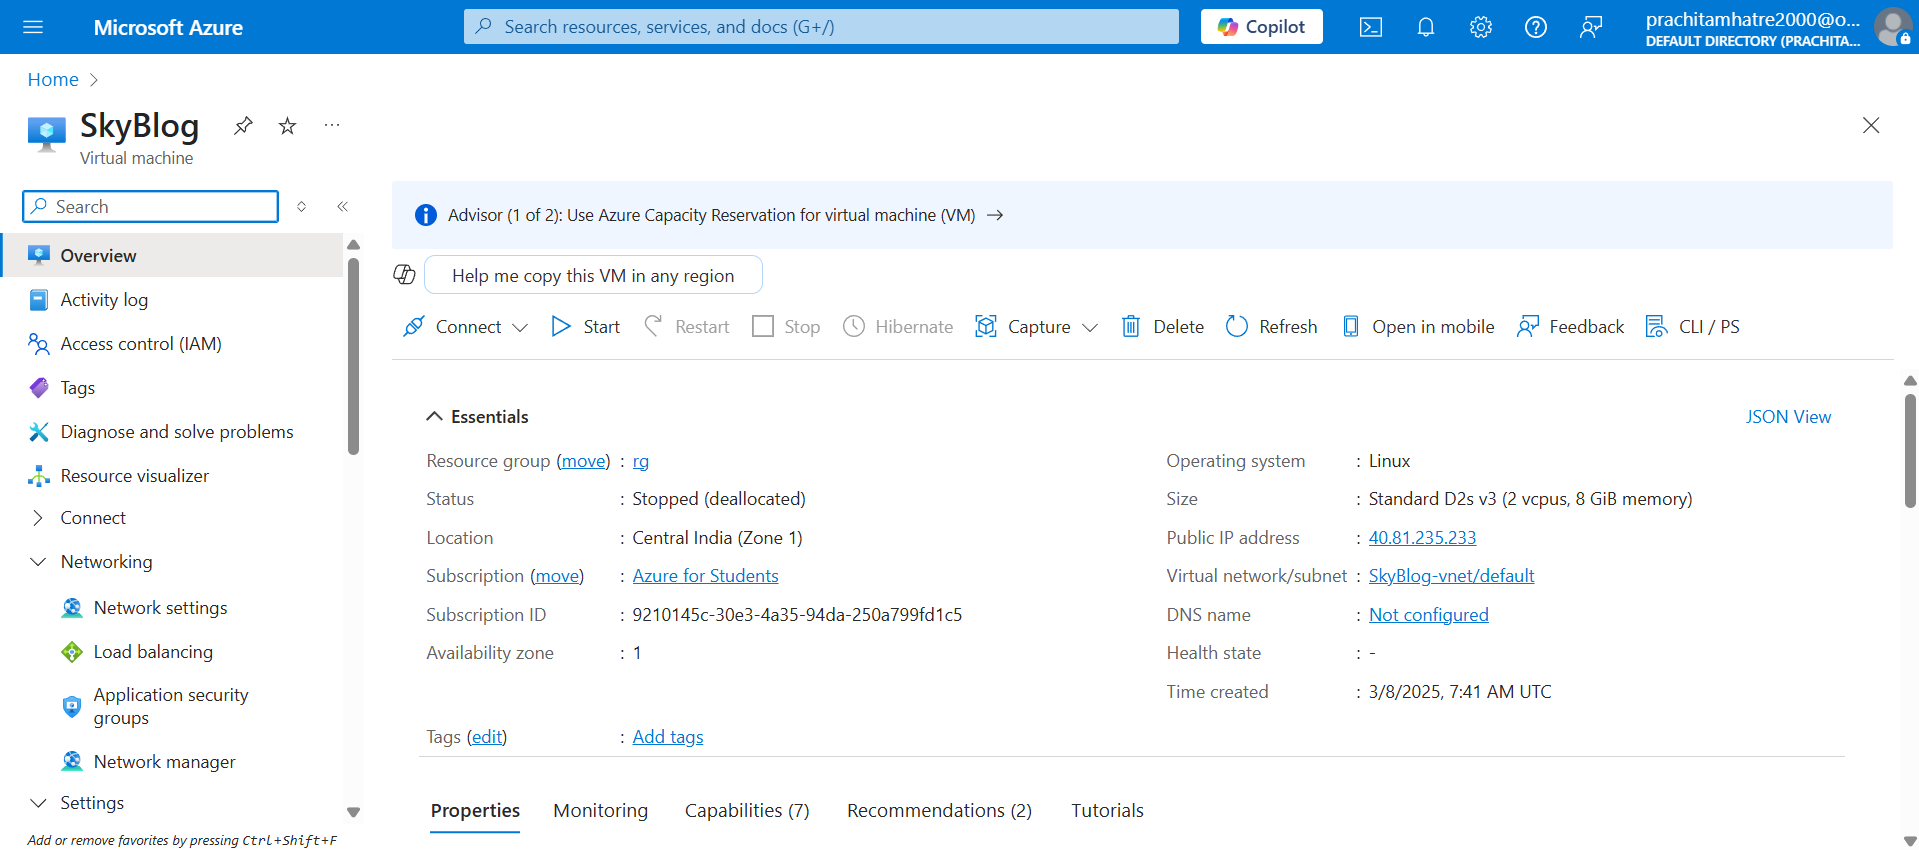 Microsoft Azure
Search resources, services, and docs (G+/)
Copilot
prachitamhatre2000@o...
DEFAULT DIRECTORY (PRACHITA...
Home
SkyBlog
Virtual machine
Search
Overview
Activity log
Access control (IAM)
Tags
Diagnose and solve problems
Resource visualizer
Connect
Networking
Network settings
Load balancing
Application security
groups
Network manager
Settings
Add or remove favorites by pressing Ctrl+Shift+F
Advisor (1 of 2): Use Azure Capacity Reservation for virtual machine (VM) →
Help me copy this VM in any region
Connect Start Restart Stop Hibernate Capture Delete Refresh Open in mobile Feedback CLI / PS
Essentials
JSON View
Resource group (move) : rg
Status : Stopped (deallocated)
Location : Central India (Zone 1)
Subscription (move) : Azure for Students
Subscription ID : 9210145c-30e3-4a35-94da-250a799fd1c5
Availability zone : 1
Operating system : Linux
Size : Standard D2s v3 (2 vcpus, 8 GiB memory)
Public IP address : 40.81.235.233
Virtual network/subnet : SkyBlog-vnet/default
DNS name : Not configured
Health state : -
Time created : 3/8/2025, 7:41 AM UTC
Tags (edit) : Add tags
Properties Monitoring Capabilities (7) Recommendations (2) Tutorials